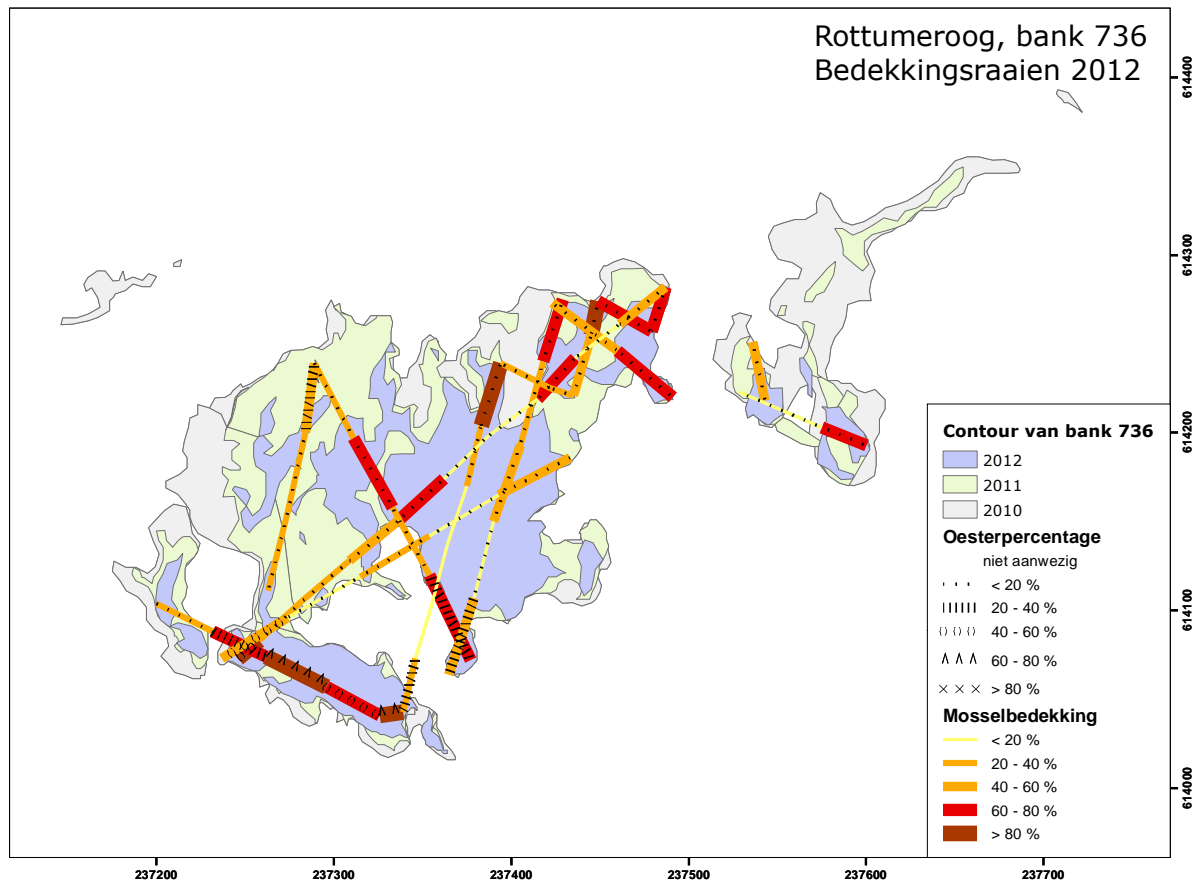 Rottumeroog, bank 736
Bedekkingsraaien 2012
614400
614300
614200
614100
614000
Contour van bank 736
2012
2011
2010
Oesterpercentage
niet aanwezig
< 20 %
20 - 40 %
40 - 60 %
60 - 80 %
> 80 %
Mosselbedekking
< 20 %
20 - 40 %
40 - 60 %
60 - 80 %
> 80 %
237200 237300 237400 237500 237600 237700